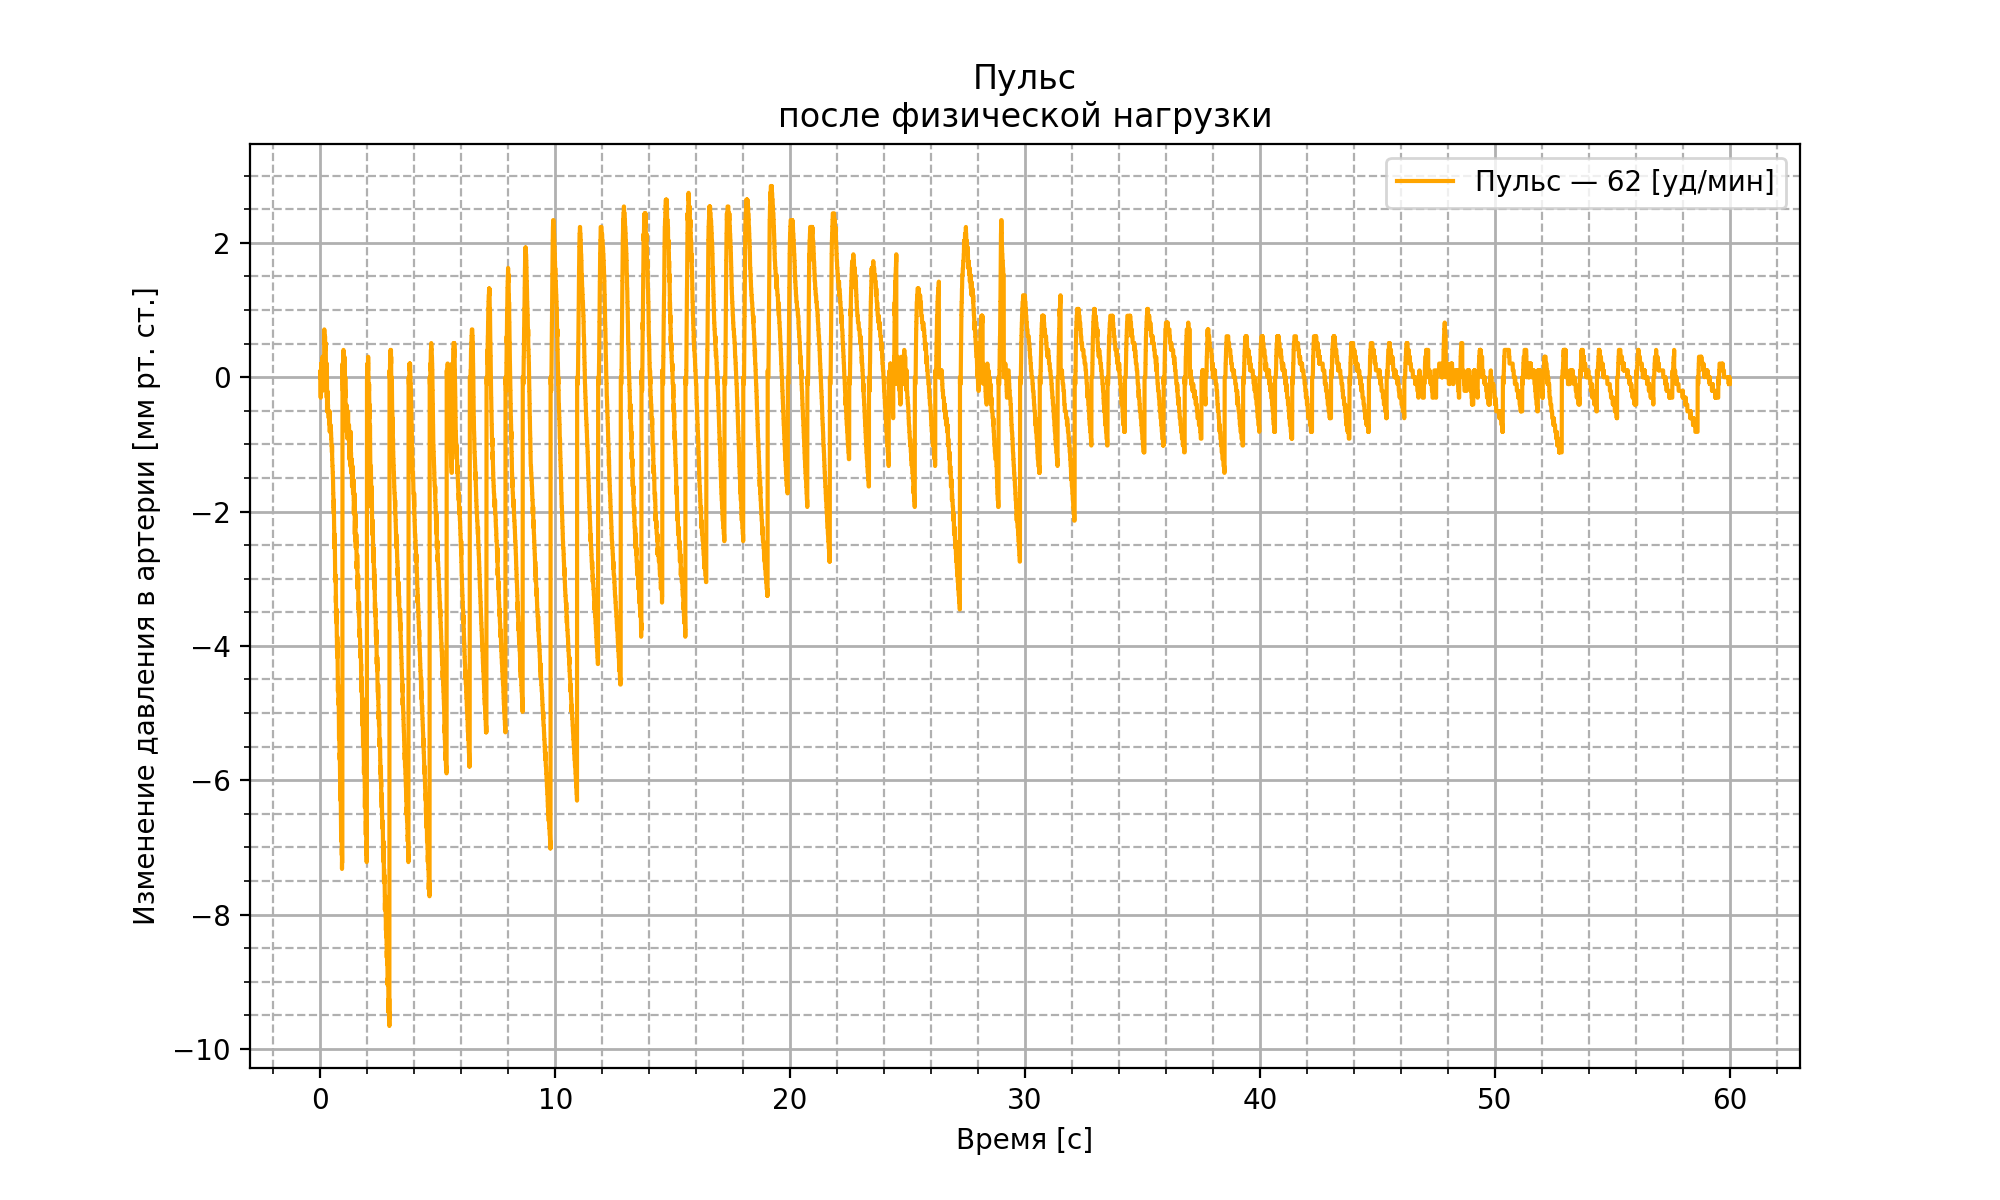 Пульс
после физической нагрузки
Пульс — 62 [уд/мин]
Изменение давления в артерии [мм рт. ст.]
2
0
−2
−4
−6
−8
−10
0 10 20 30 40 50 60
Время [с]